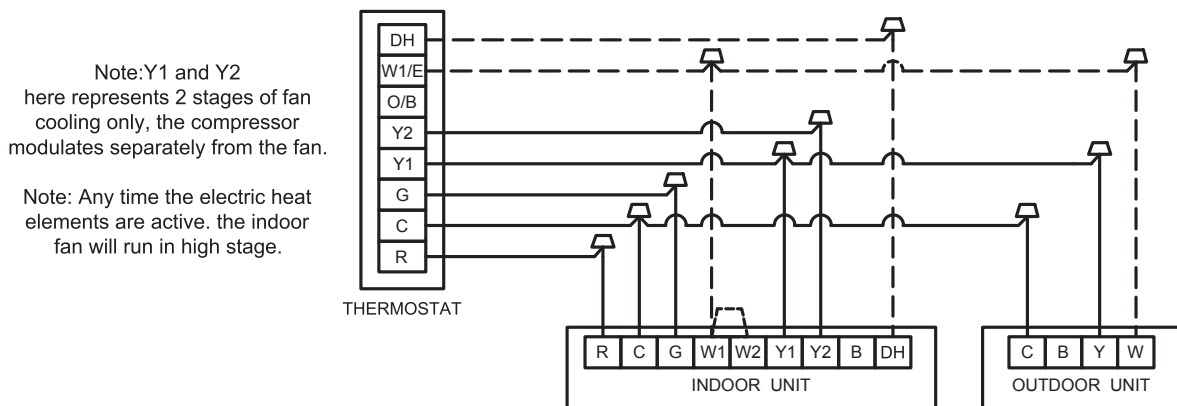 Note:Y1 and Y2
here represents 2 stages of fan
cooling only, the compressor
modulates separately from the fan.
Note: Any time the electric heat
elements are active. the indoor
fan will run in high stage.
DH
W1/E
O/B
Y2
Y1
G
C
R
THERMOSTAT
R C G W1 W2 Y1 Y2 B DH
INDOOR UNIT
C B Y W
OUTDOOR UNIT